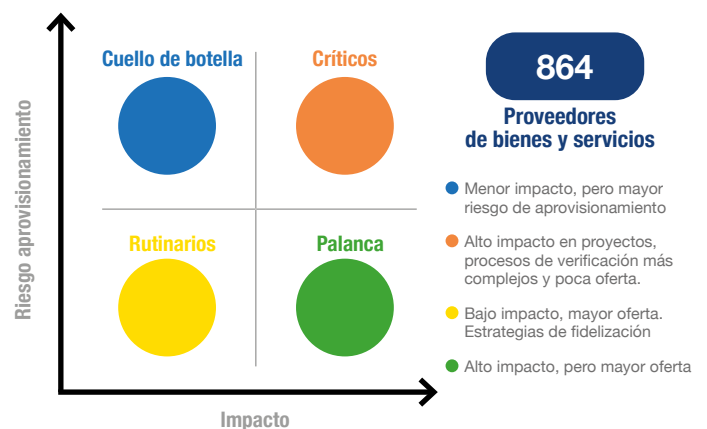 Riesgo aprovisionamiento
Cuello de botella
Críticos
Rutinarios
Palanca
Impacto
864
Proveedores
de bienes y servicios
Menor impacto, pero mayor
riesgo de aprovisionamiento
Alto impacto en proyectos,
procesos de verificación más
complejos y poca oferta.
Bajo impacto, mayor oferta.
Estrategias de fidelización
Alto impacto, pero mayor oferta